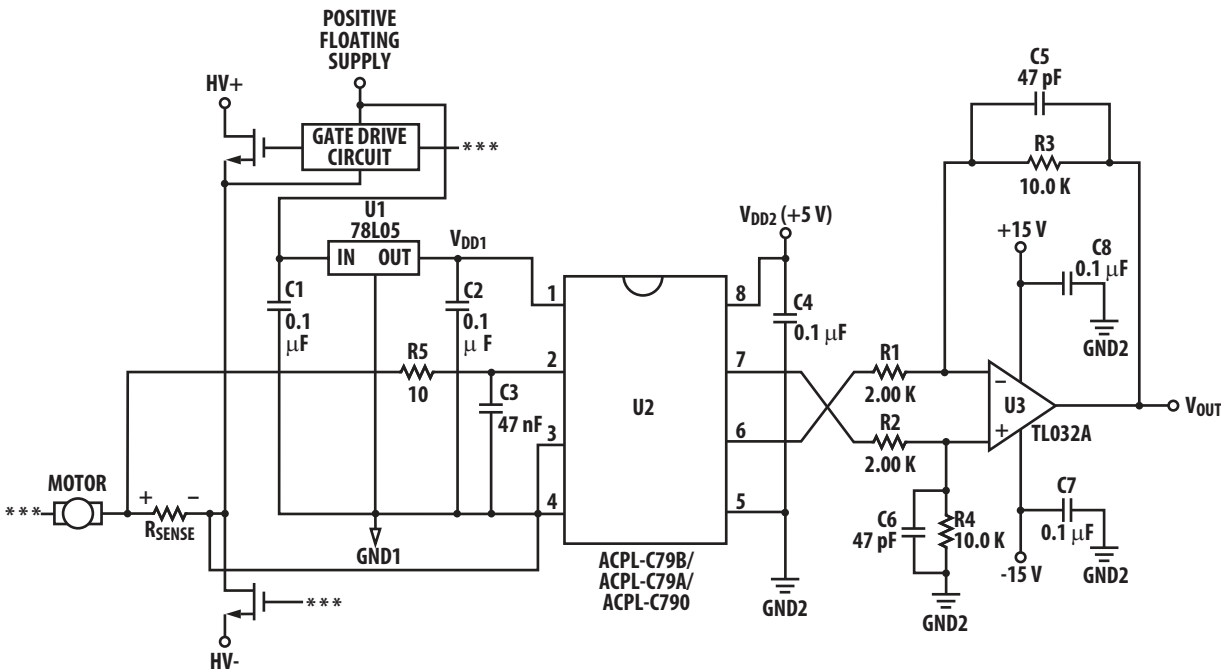 POSITIVE
FLOATING
SUPPLY
HV+
GATE DRIVE
CIRCUIT
***
U1
78L05
IN OUT
V_DD1
C1
0.1
μF
C2
0.1
μ F
R5
10
C3
47 nF
MOTOR
***
+ −
R_SENSE
GND1
***
HV-
1
2
3
4
U2
8
7
6
5
ACPL-C79B/
ACPL-C79A/
ACPL-C790
V_DD2 (+5 V)
C4
0.1 μF
GND2
R1
2.00 K
R2
2.00 K
C5
47 pF
R3
10.0 K
+15 V
C8
0.1 μF
GND2
−
U3
+
TL032A
V_OUT
C6
47 pF
R4
10.0 K
GND2
C7
0.1 μF
-15 V
GND2